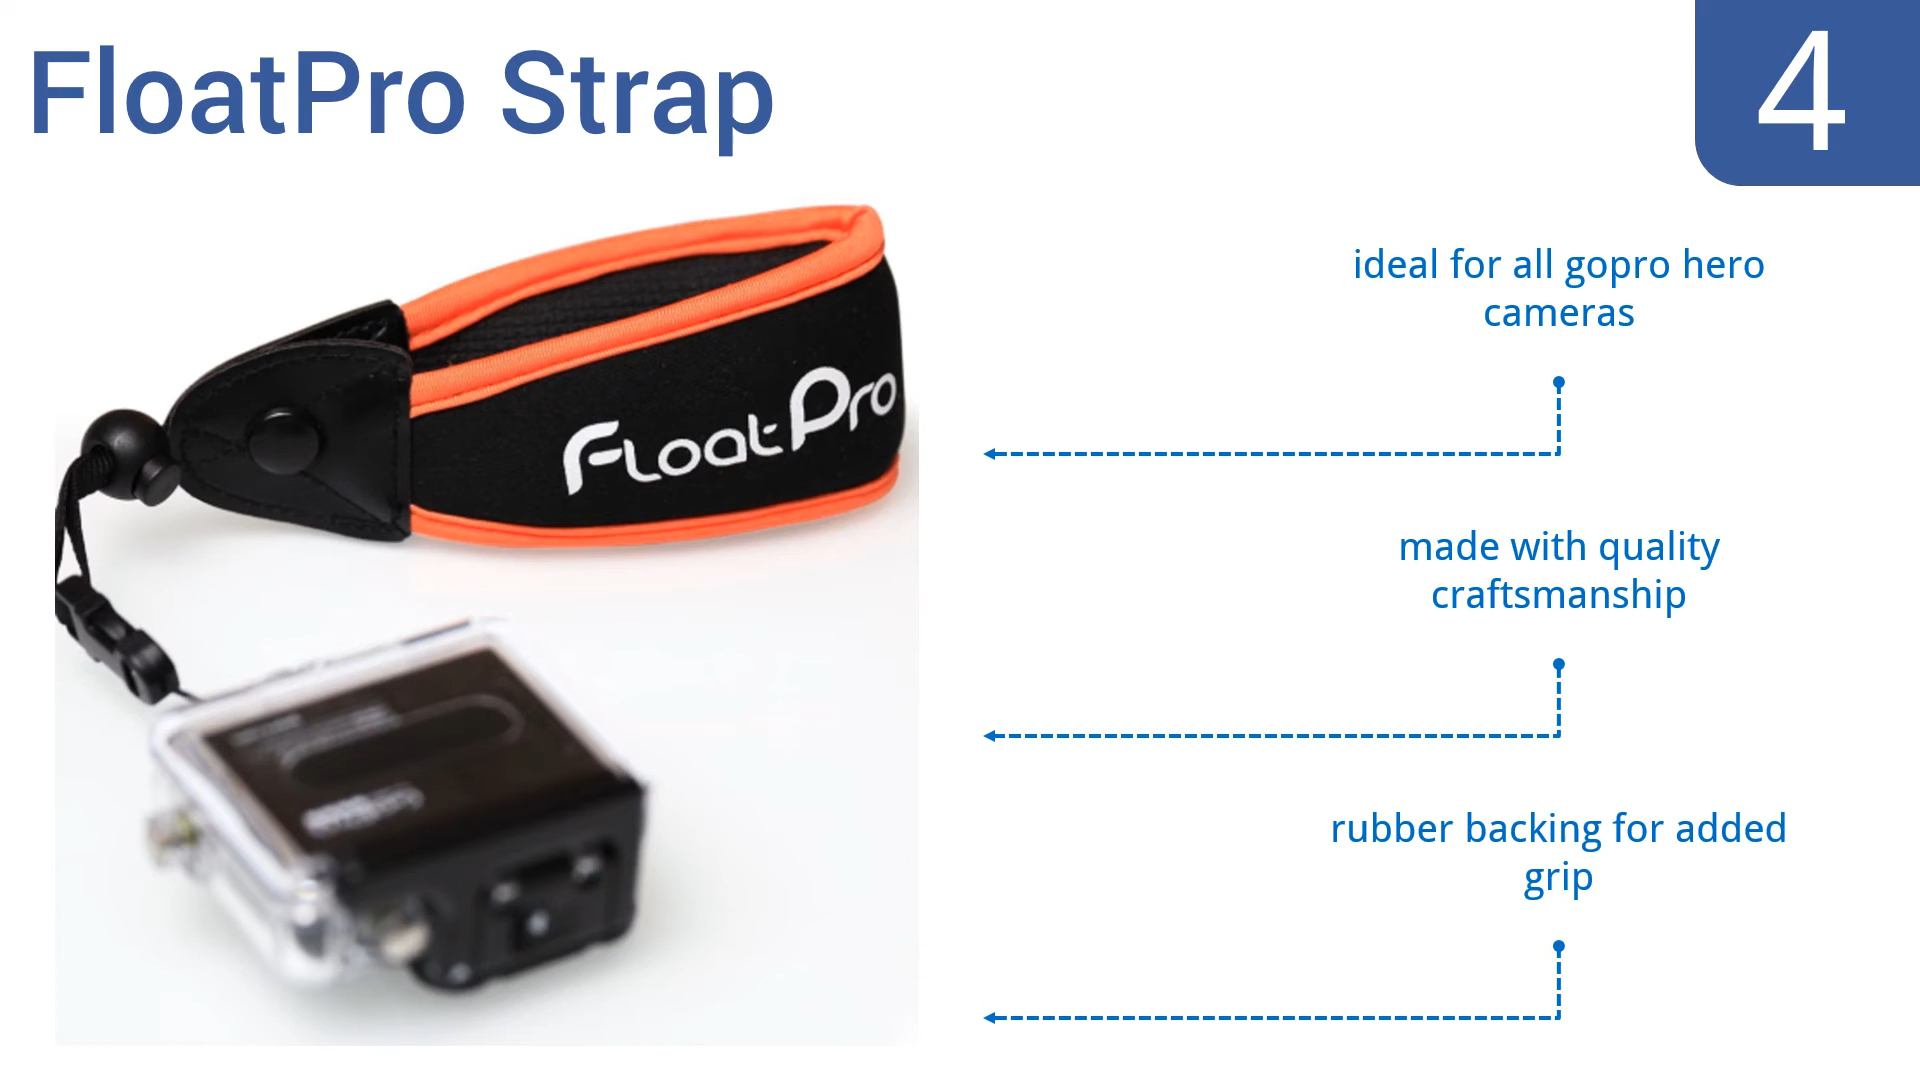 FloatPro Strap
4
ideal for all gopro hero
cameras
FloatPro
made with quality
craftsmanship
rubber backing for added
grip